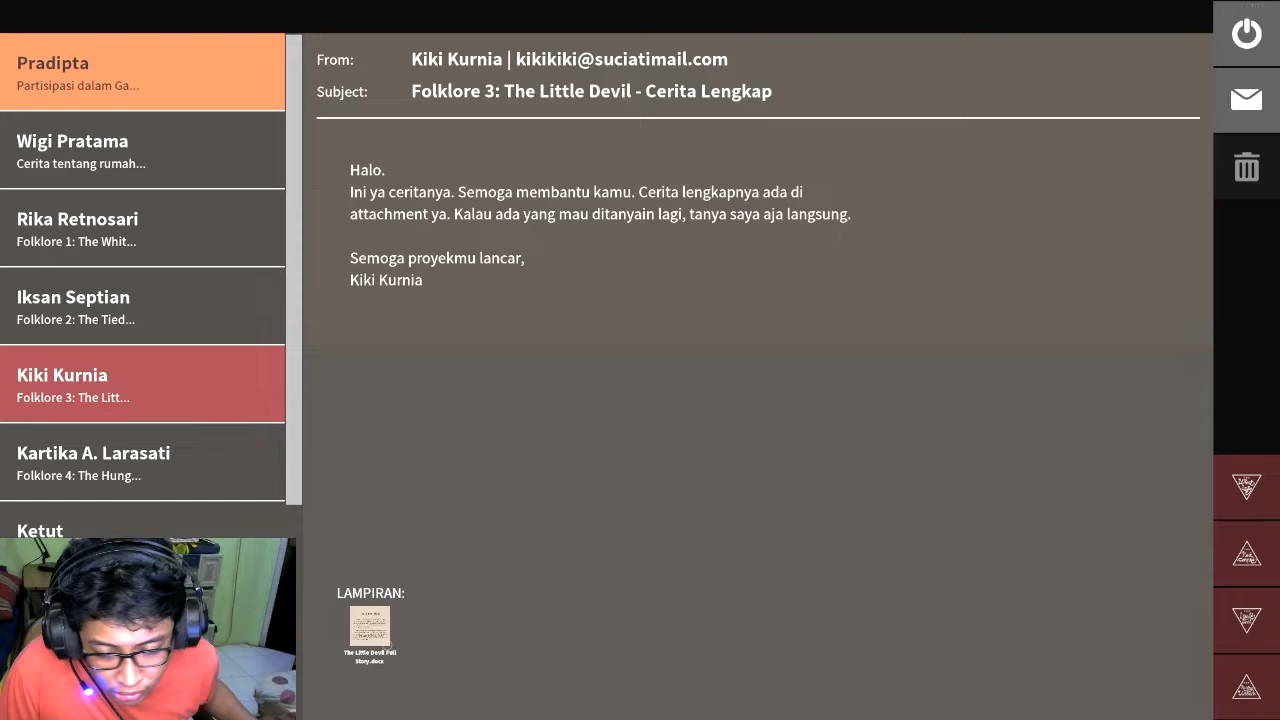 Pradipta
Partisipasi dalam Ga...
Wigi Pratama
Cerita tentang rumah...
Rika Retnosari
Folklore 1: The Whit...
Iksan Septian
Folklore 2: The Tied...
Kiki Kurnia
Folklore 3: The Litt...
Kartika A. Larasati
Folklore 4: The Hung...
Ketut
From: Kiki Kurnia | kikikiki@suciatimail.com
Subject: Folklore 3: The Little Devil - Cerita Lengkap
Halo.
Ini ya ceritanya. Semoga membantu kamu. Cerita lengkapnya ada di
attachment ya. Kalau ada yang mau ditanyain lagi, tanya saya aja langsung.
Semoga proyekmu lancar,
Kiki Kurnia
LAMPIRAN:
The Little Devil Full
Story.docx